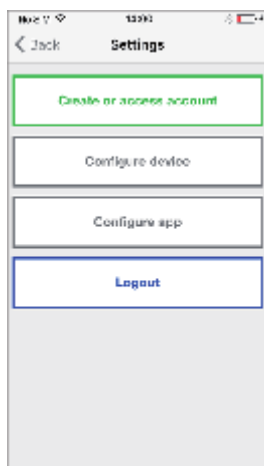 Back
Settings
Create or access account
Configure device
Configure app
Logout